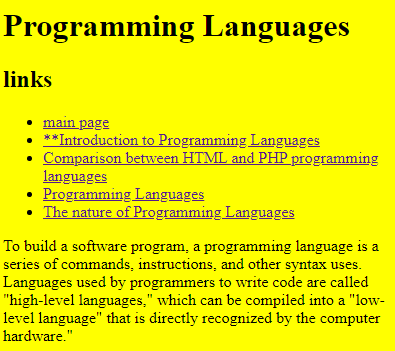 Programming Languages
links
main page
**Introduction to Programming Languages
Comparison between HTML and PHP programming
languages
Programming Languages
The nature of Programming Languages
To build a software program, a programming language is a
series of commands, instructions, and other syntax uses.
Languages used by programmers to write code are called
"high-level languages," which can be compiled into a "low-
level language" that is directly recognized by the computer
hardware."